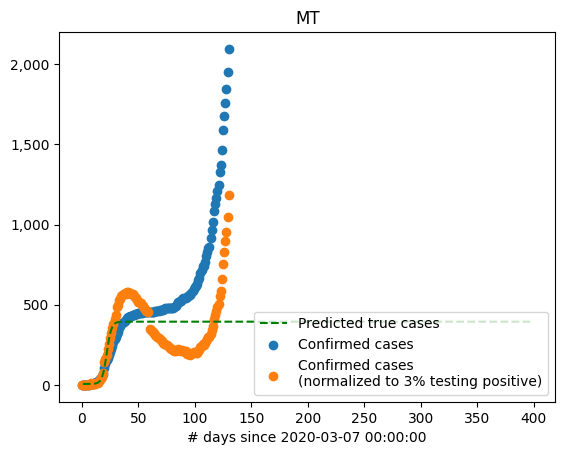 MT
2,000
1,500
1,000
500
0
Predicted true cases
Confirmed cases
Confirmed cases
(normalized to 3% testing positive)
0 50 100 150 200 250 300 350 400
# days since 2020-03-07 00:00:00